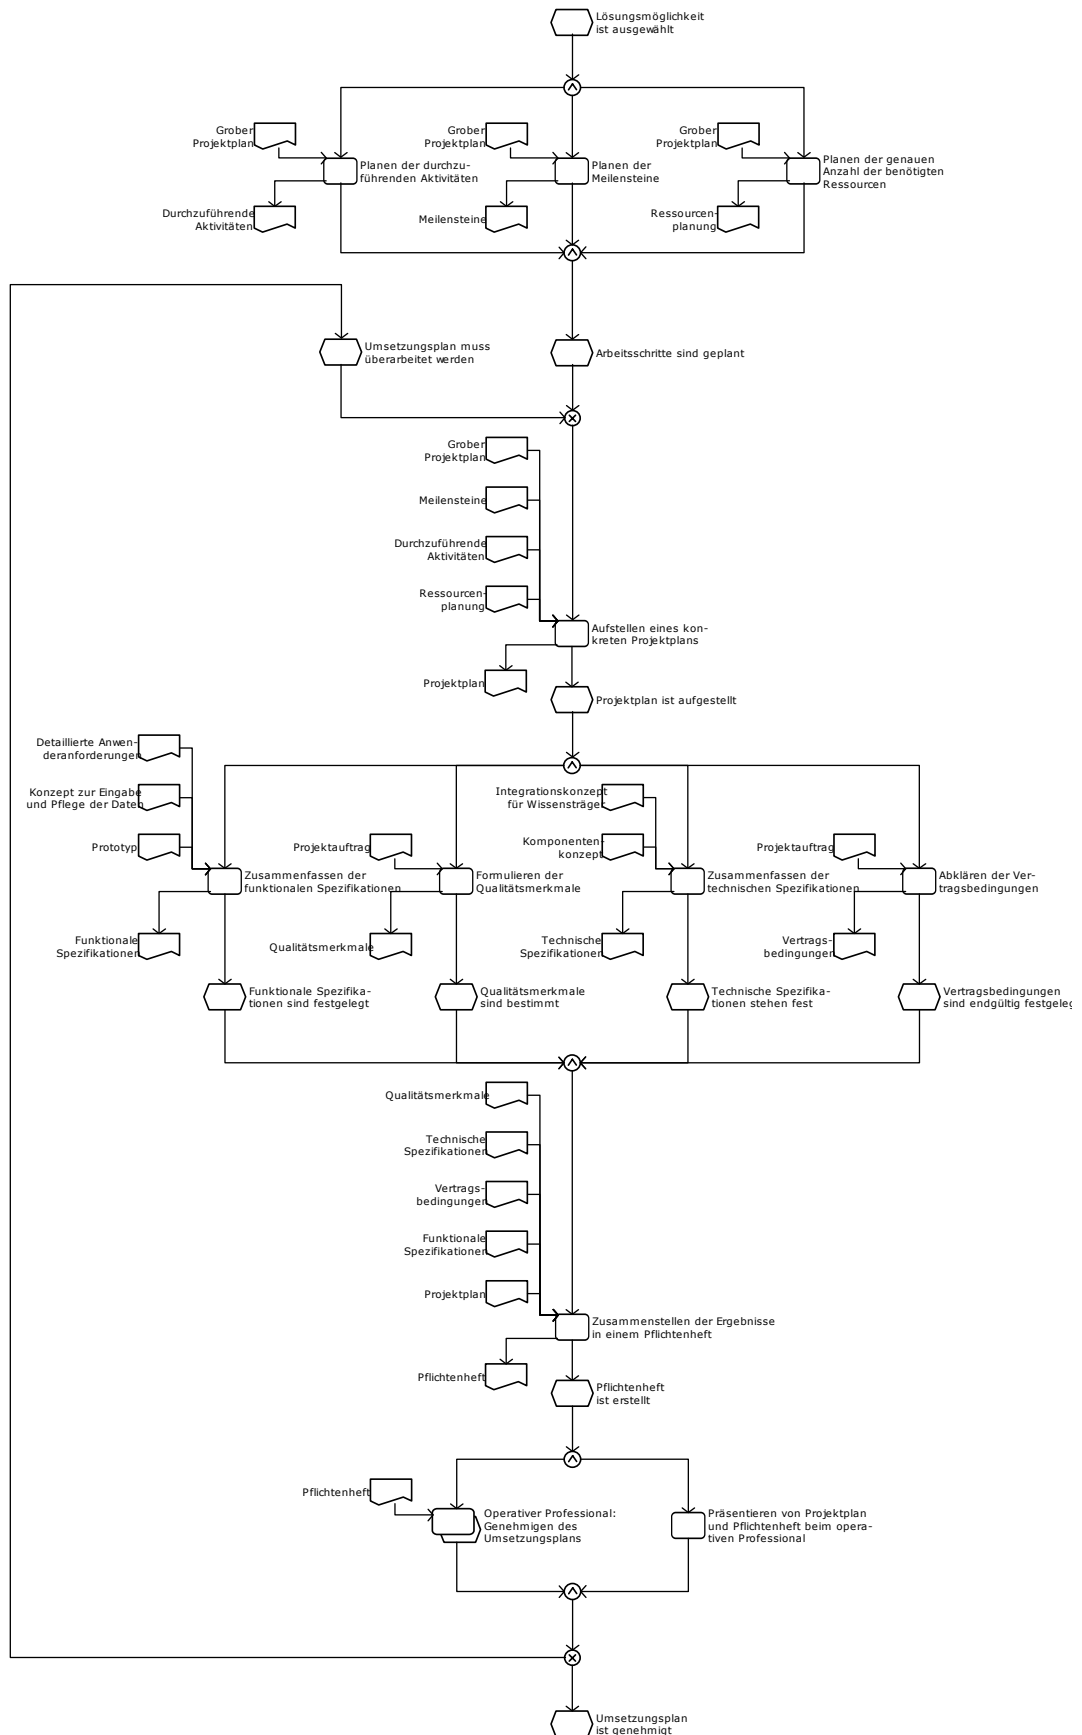 Lösungsmöglichkeit
ist ausgewählt
Grober
Projektplan
Grober
Projektplan
Grober
Projektplan
Planen der durchzu-
führenden Aktivitäten
Planen der
Meilensteine
Planen der genauen
Anzahl der benötigten
Ressourcen
Durchzuführende
Aktivitäten
Meilensteine
Ressourcen-
planung
Umsetzungsplan muss
überarbeitet werden
Arbeitsschritte sind geplant
Grober
Projektplan
Meilensteine
Durchzuführende
Aktivitäten
Ressourcen-
planung
Aufstellen eines kon-
kreten Projektplans
Projektplan
Projektplan ist aufgestellt
Detaillierte Anwen-
deranforderungen
Konzept zur Eingabe
und Pflege der Daten
Integrationskonzept
für Wissensträger
Prototyp
Projektauftrag
Komponenten-
konzept
Projektauftrag
Zusammenfassen der
funktionalen Spezifikationen
Formulieren der
Qualitätsmerkmale
Zusammenfassen der
technischen Spezifikationen
Abklären der Ver-
tragsbedingungen
Funktionale
Spezifikationen
Qualitätsmerkmale
Technische
Spezifikationen
Vertrags-
bedingungen
Funktionale Spezifika-
tionen sind festgelegt
Qualitätsmerkmale
sind bestimmt
Technische Spezifika-
tionen stehen fest
Vertragsbedingungen
sind endgültig festgeleg
Qualitätsmerkmale
Technische
Spezifikationen
Vertrags-
bedingungen
Funktionale
Spezifikationen
Projektplan
Zusammenstellen der Ergebnisse
in einem Pflichtenheft
Pflichtenheft
Pflichtenheft
ist erstellt
Pflichtenheft
Operativer Professional:
Genehmigen des
Umsetzungsplans
Präsentieren von Projektplan
und Pflichtenheft beim opera-
tiven Professional
Umsetzungsplan
ist genehmigt